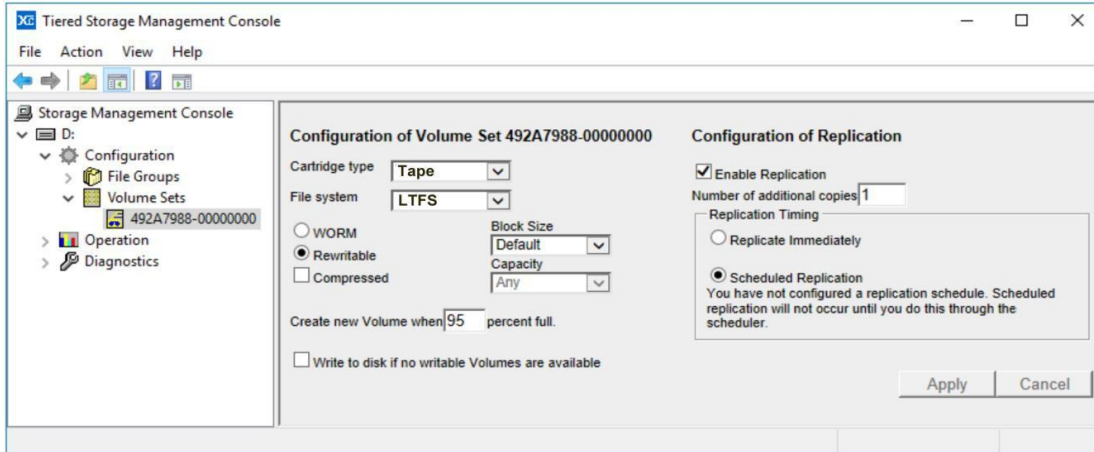 Tiered Storage Management Console
File Action View Help
Storage Management Console
D:
Configuration
File Groups
Volume Sets
492A7988-00000000
Operation
Diagnostics
Configuration of Volume Set 492A7988-00000000
Cartridge type Tape
File system LTFS
WORM
Rewritable
Compressed
Block Size
Default
Capacity
Any
Create new Volume when 95 percent full.
Write to disk if no writable Volumes are available
Configuration of Replication
Enable Replication
Number of additional copies 1
Replication Timing
Replicate Immediately
Scheduled Replication
You have not configured a replication schedule. Scheduled
replication will not occur until you do this through the
scheduler.
Apply Cancel